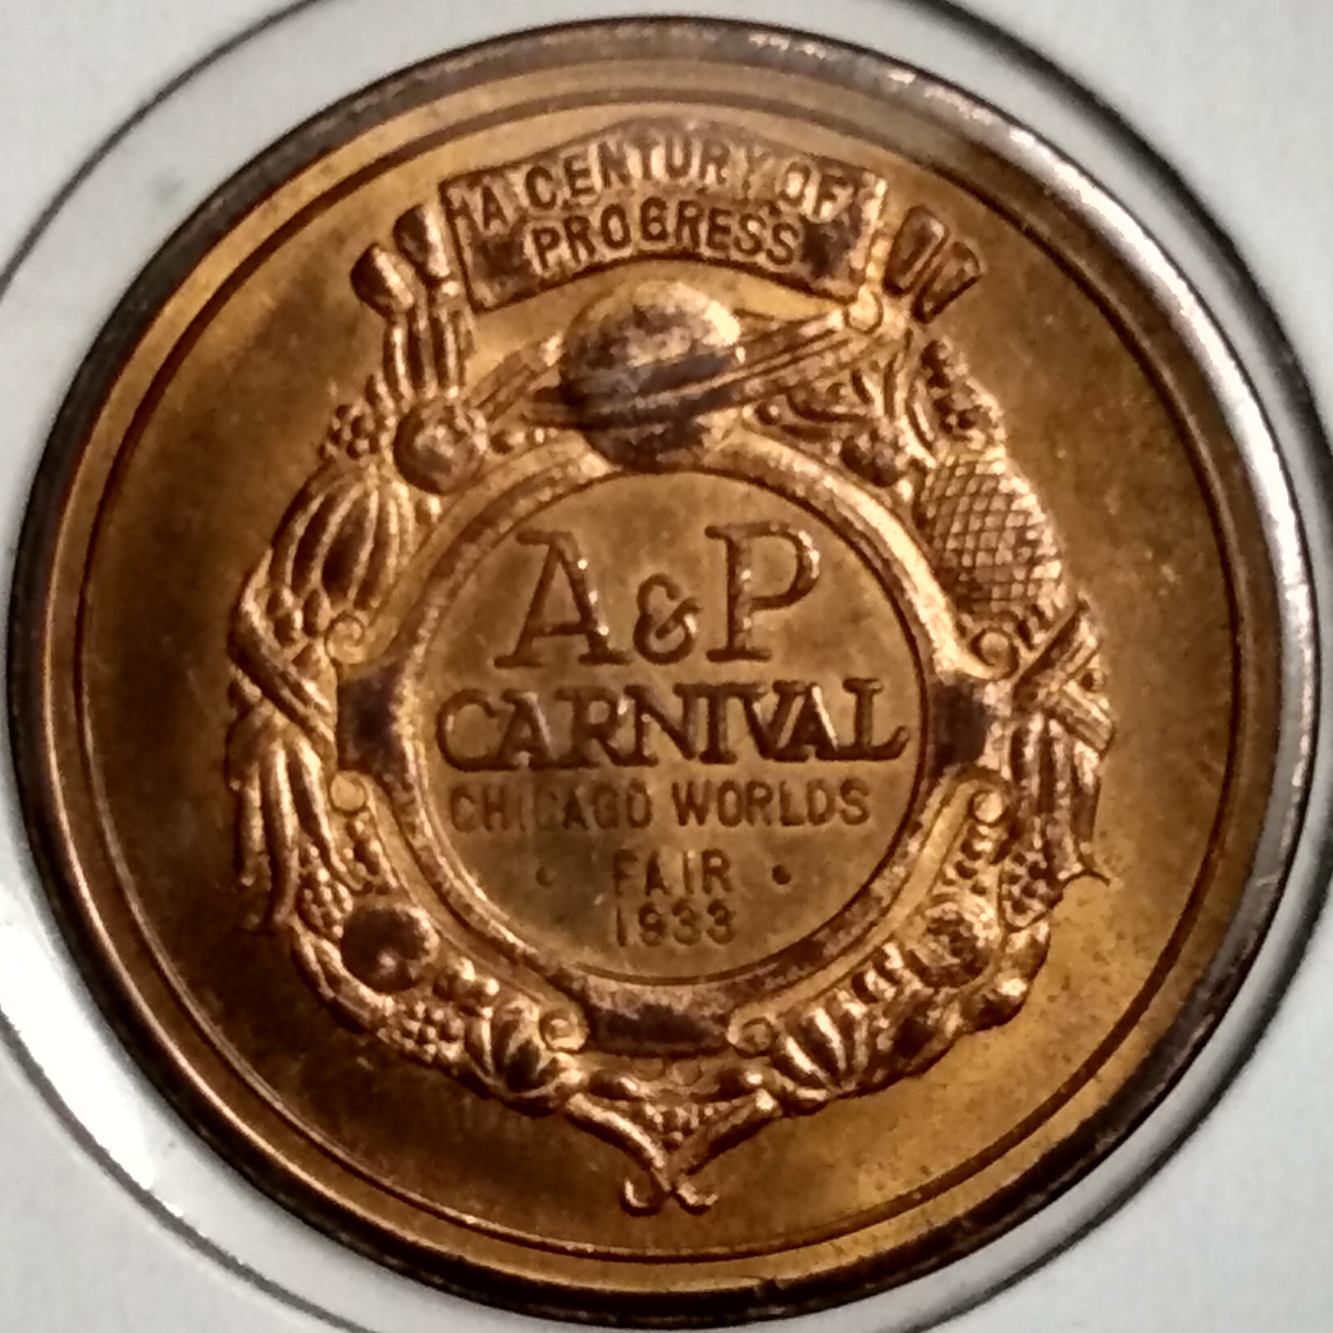 A CENTURY OF
PROGRESS
A&P
CARNIVAL
CHICAGO WORLDS
• FAIR •
1933